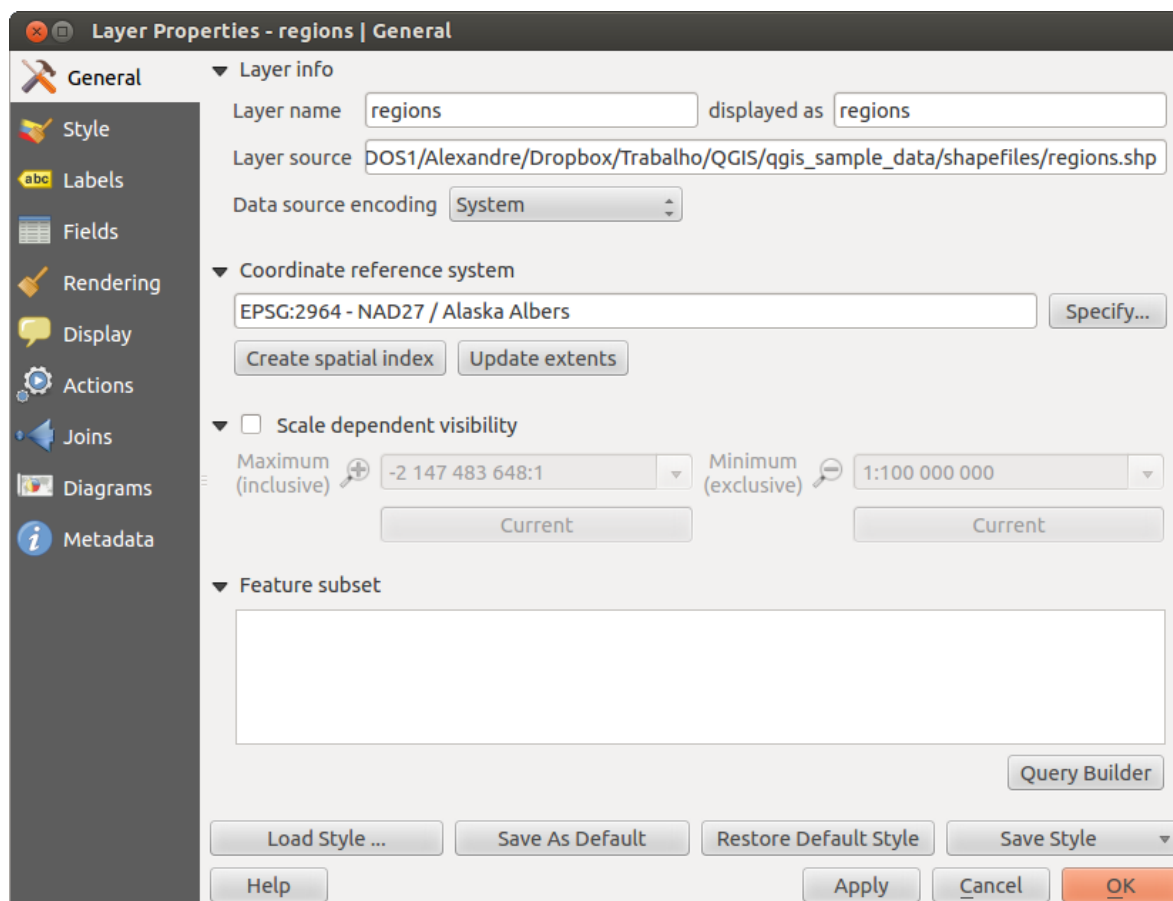 Layer Properties - regions | General
General
Style
abc Labels
Fields
Rendering
Display
Actions
Joins
Diagrams
i Metadata
Layer info
Layer name regions displayed as regions
Layer source DOS1/Alexandre/Dropbox/Trabalho/QGIS/qgis_sample_data/shapefiles/regions.shp
Data source encoding System
Coordinate reference system
EPSG:2964 - NAD27 / Alaska Albers Specify...
Create spatial index Update extents
Scale dependent visibility
Maximum (inclusive) -2 147 483 648:1 Minimum (exclusive) 1:100 000 000
Current Current
Feature subset
Query Builder
Load Style ... Save As Default Restore Default Style Save Style
Help Apply Cancel OK